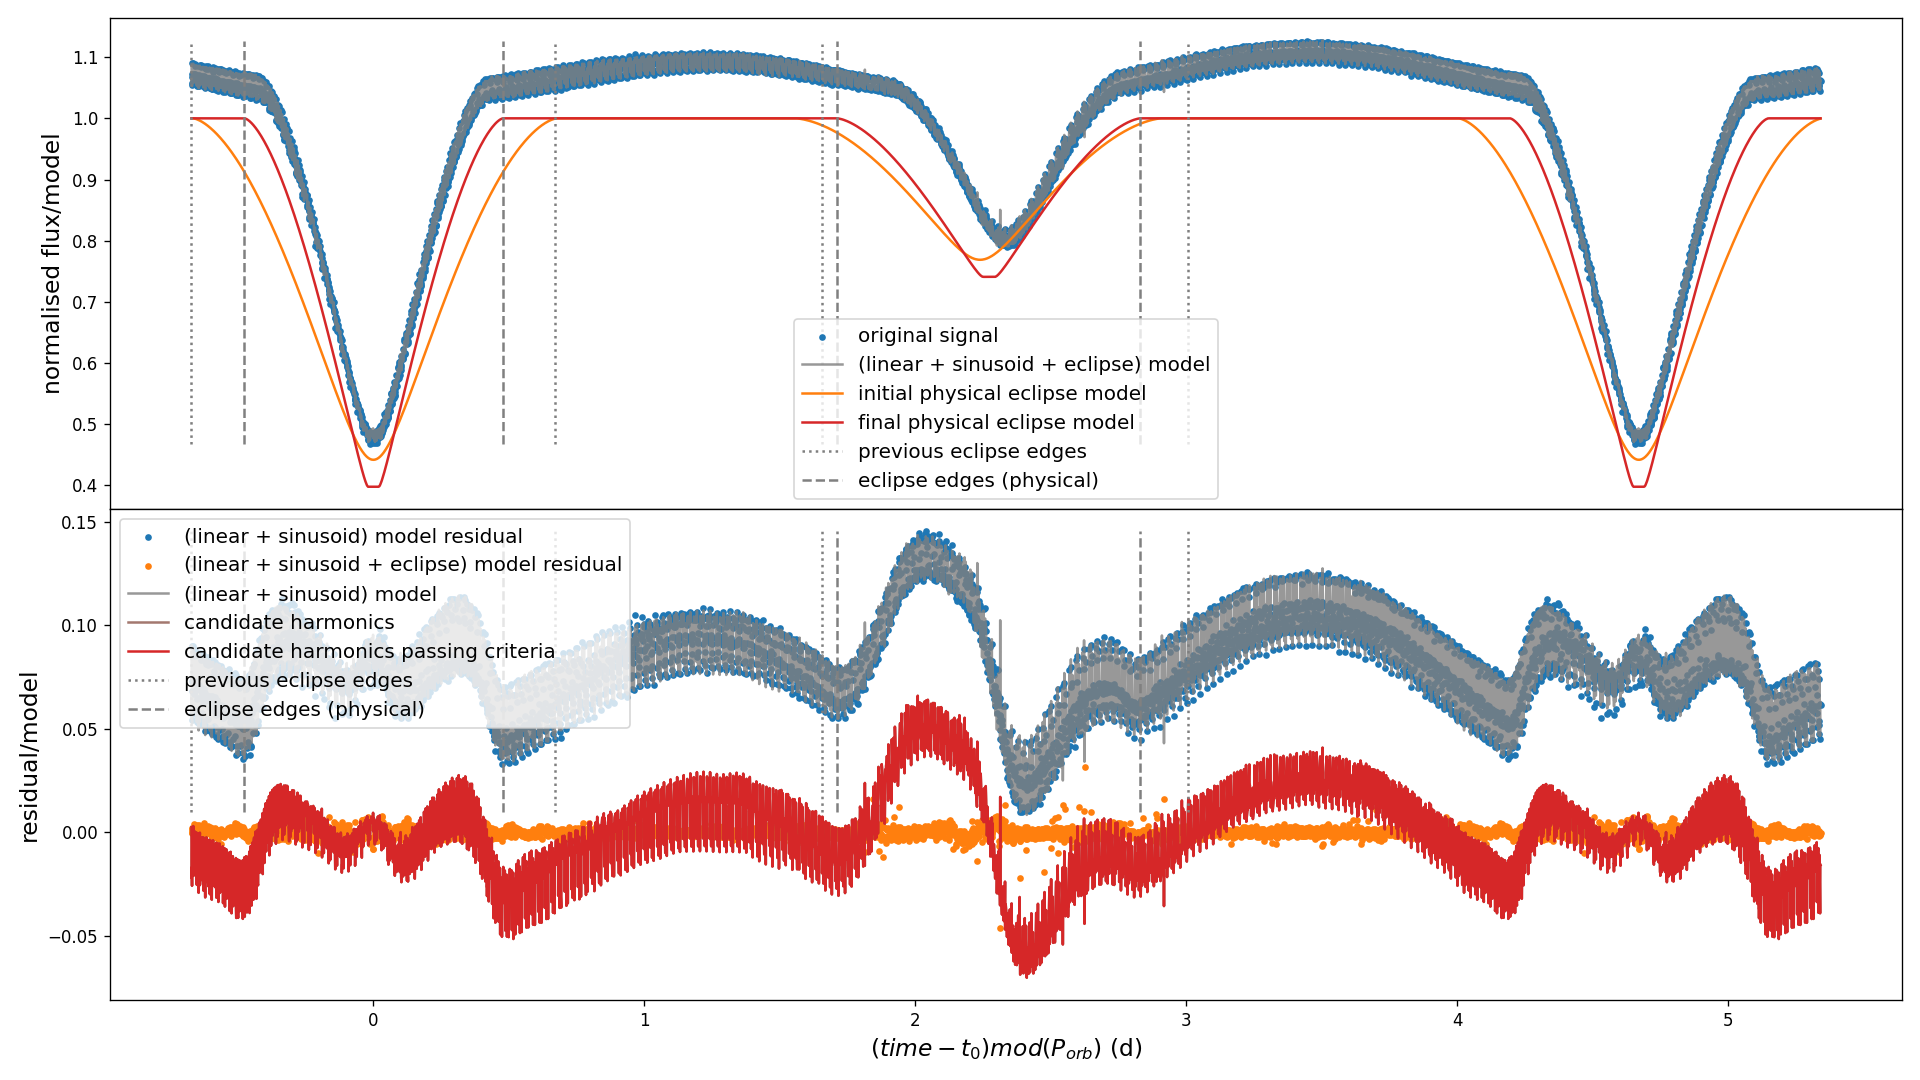 normalised flux/model
1.1
1.0
0.9
0.8
0.7
0.6
0.5
0.4
original signal
(linear + sinusoid + eclipse) model
initial physical eclipse model
final physical eclipse model
previous eclipse edges
eclipse edges (physical)
residual/model
0.15
0.10
0.05
0.00
−0.05
(linear + sinusoid) model residual
(linear + sinusoid + eclipse) model residual
(linear + sinusoid) model
candidate harmonics
candidate harmonics passing criteria
previous eclipse edges
eclipse edges (physical)
0 1 2 3 4 5
(time − t₀)mod(P_orb) (d)